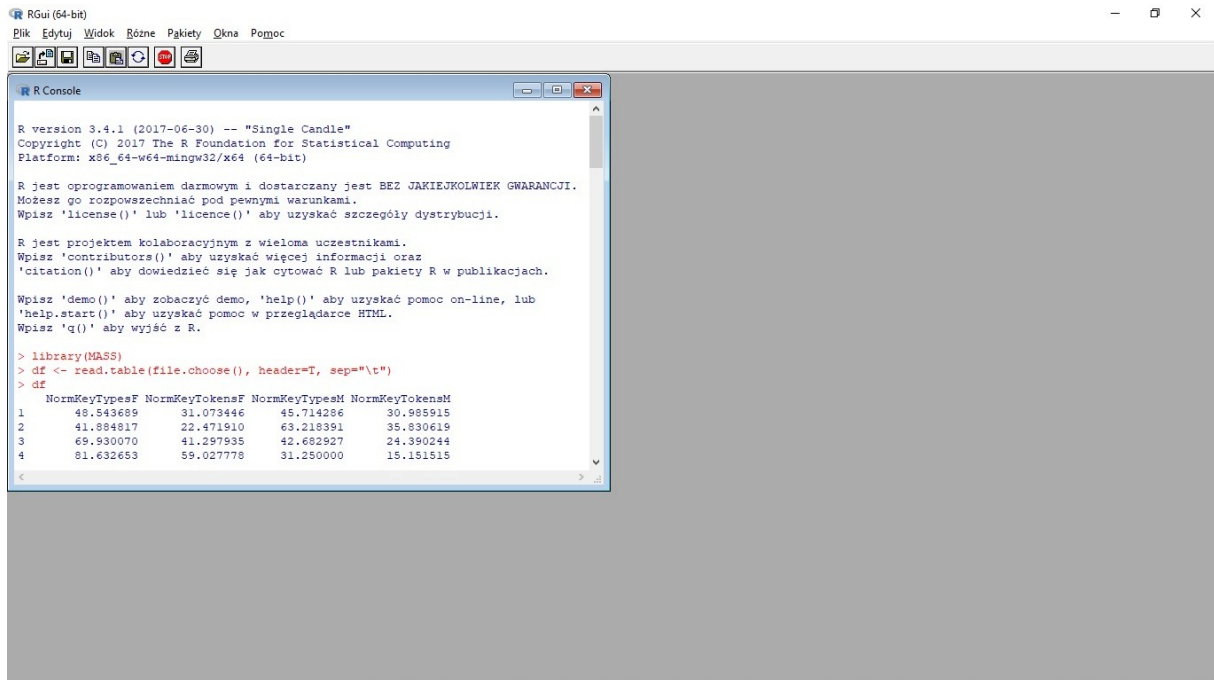 RGui (64-bit)
Plik Edytuj Widok Różne Pakiety Okna Pomoc
STOP
R Console
R version 3.4.1 (2017-06-30) -- "Single Candle"
Copyright (C) 2017 The R Foundation for Statistical Computing
Platform: x86_64-w64-mingw32/x64 (64-bit)
R jest oprogramowaniem darmowym i dostarczany jest BEZ JAKIEJKOLWIEK GWARANCJI.
Możesz go rozpowszechniać pod pewnymi warunkami.
Wpisz 'license()' lub 'licence()' aby uzyskać szczegóły dystrybucji.
R jest projektem kolaboracyjnym z wieloma uczestnikami.
Wpisz 'contributors()' aby uzyskać więcej informacji oraz
'citation()' aby dowiedzieć się jak cytować R lub pakiety R w publikacjach.
Wpisz 'demo()' aby zobaczyć demo, 'help()' aby uzyskać pomoc on-line, lub
'help.start()' aby uzyskać pomoc w przeglądarce HTML.
Wpisz 'q()' aby wyjść z R.
> library(MASS)
> df <- read.table(file.choose(), header=T, sep="\t")
> df
NormKeyTypesF NormKeyTokensF NormKeyTypesM NormKeyTokensM
1 48.543689 31.073446 45.714286 30.985915
2 41.884817 22.471910 63.218391 35.830619
3 69.930070 41.297935 42.682927 24.390244
4 81.632653 59.027778 31.250000 15.151515